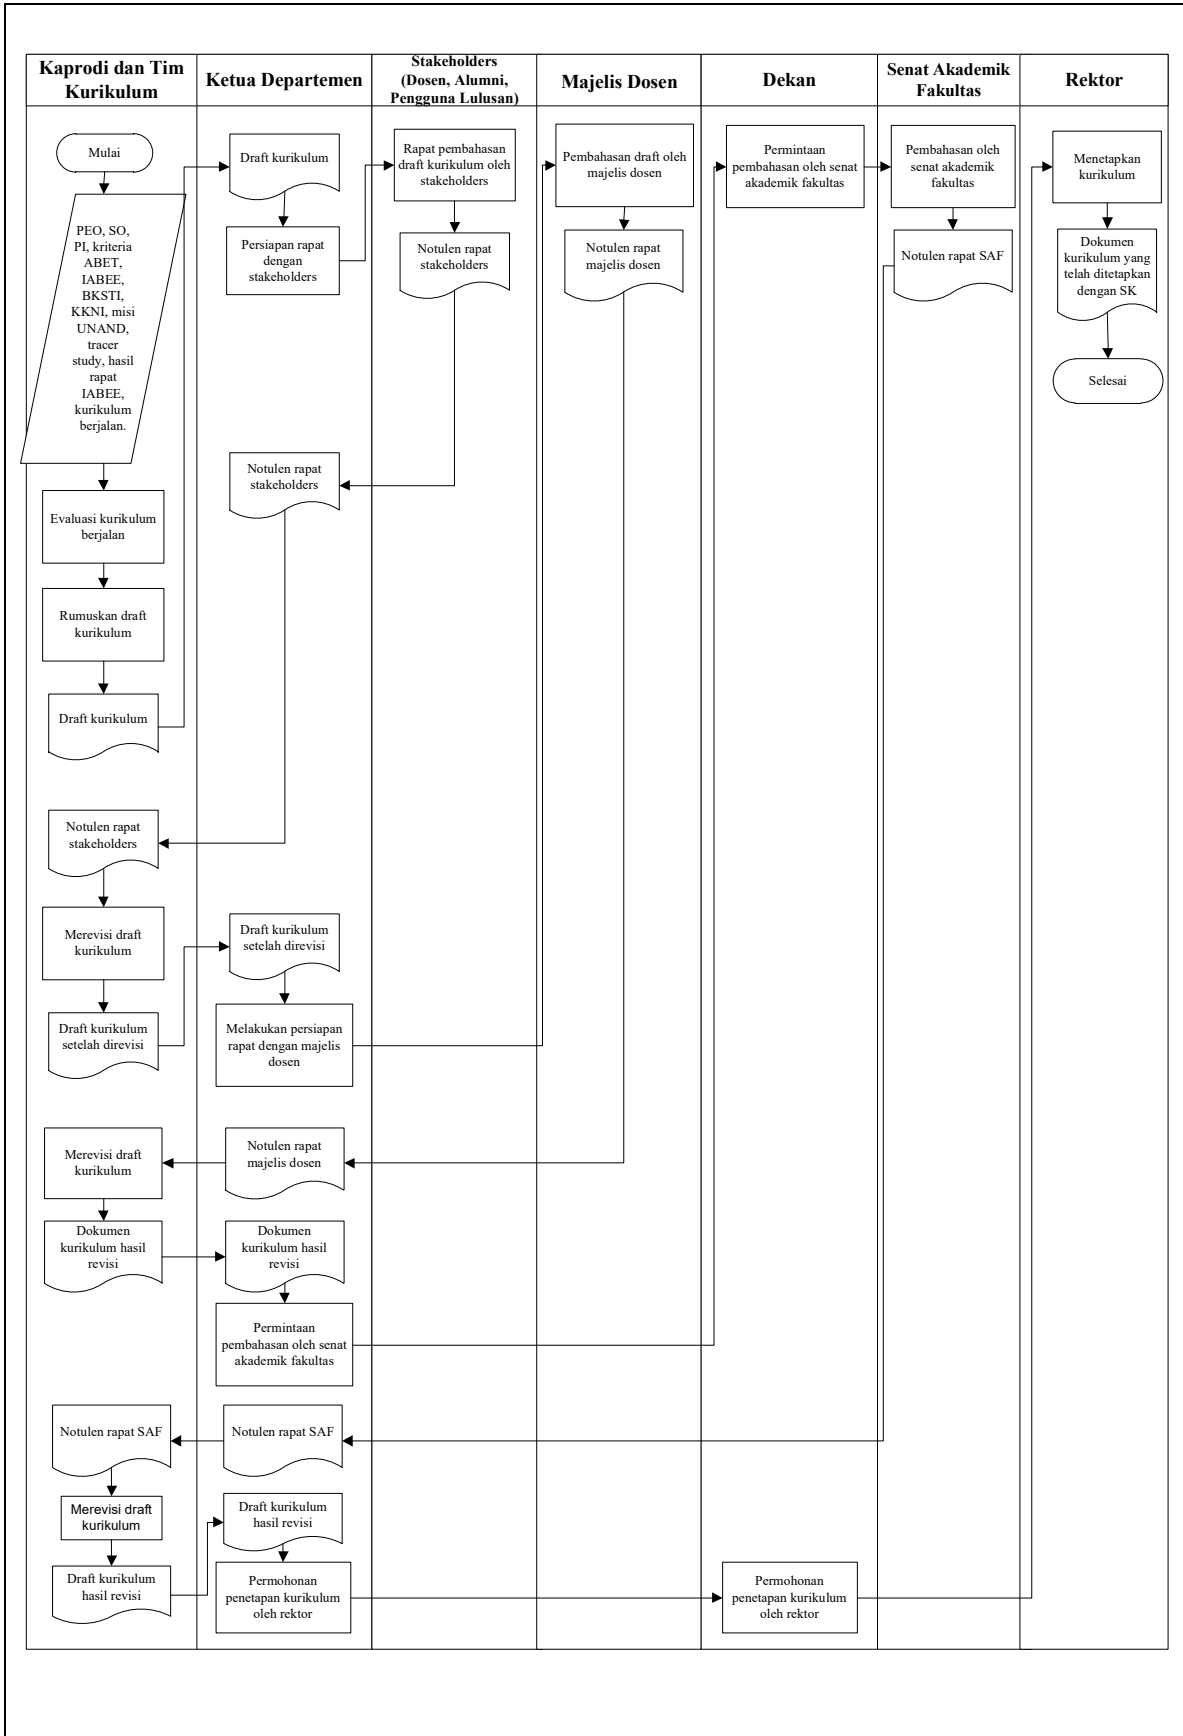 Kaprodi dan Tim
Kurikulum
Ketua Departemen
Stakeholders
(Dosen, Alumni,
Pengguna Lulusan)
Majelis Dosen
Dekan
Senat Akademik
Fakultas
Rektor
Mulai
PEO, SO,
PI, kriteria
ABET,
IABEE,
BKSTI,
KKNI, misi
UNAND,
tracer
study, hasil
rapat
IABEE,
kurikulum
berjalan.
Evaluasi kurikulum
berjalan
Rumuskan draft
kurikulum
Draft kurikulum
Draft kurikulum
Persiapan rapat
dengan
stakeholders
Rapat pembahasan
draft kurikulum oleh
stakeholders
Notulen rapat
stakeholders
Notulen rapat
stakeholders
Notulen rapat
stakeholders
Merevisi draft
kurikulum
Draft kurikulum
setelah direvisi
Draft kurikulum
setelah direvisi
Melakukan persiapan
rapat dengan majelis
dosen
Pembahasan draft oleh
majelis dosen
Notulen rapat
majelis dosen
Notulen rapat
majelis dosen
Merevisi draft
kurikulum
Dokumen
kurikulum hasil
revisi
Dokumen
kurikulum hasil
revisi
Permintaan
pembahasan oleh senat
akademik fakultas
Permintaan
pembahasan oleh senat
akademik fakultas
Pembahasan oleh
senat akademik
fakultas
Notulen rapat SAF
Notulen rapat SAF
Notulen rapat SAF
Merevisi draft
kurikulum
Draft kurikulum
hasil revisi
Draft kurikulum
hasil revisi
Permohonan
penetapan kurikulum
oleh rektor
Permohonan
penetapan kurikulum
oleh rektor
Menetapkan
kurikulum
Dokumen
kurikulum yang
telah ditetapkan
dengan SK
Selesai